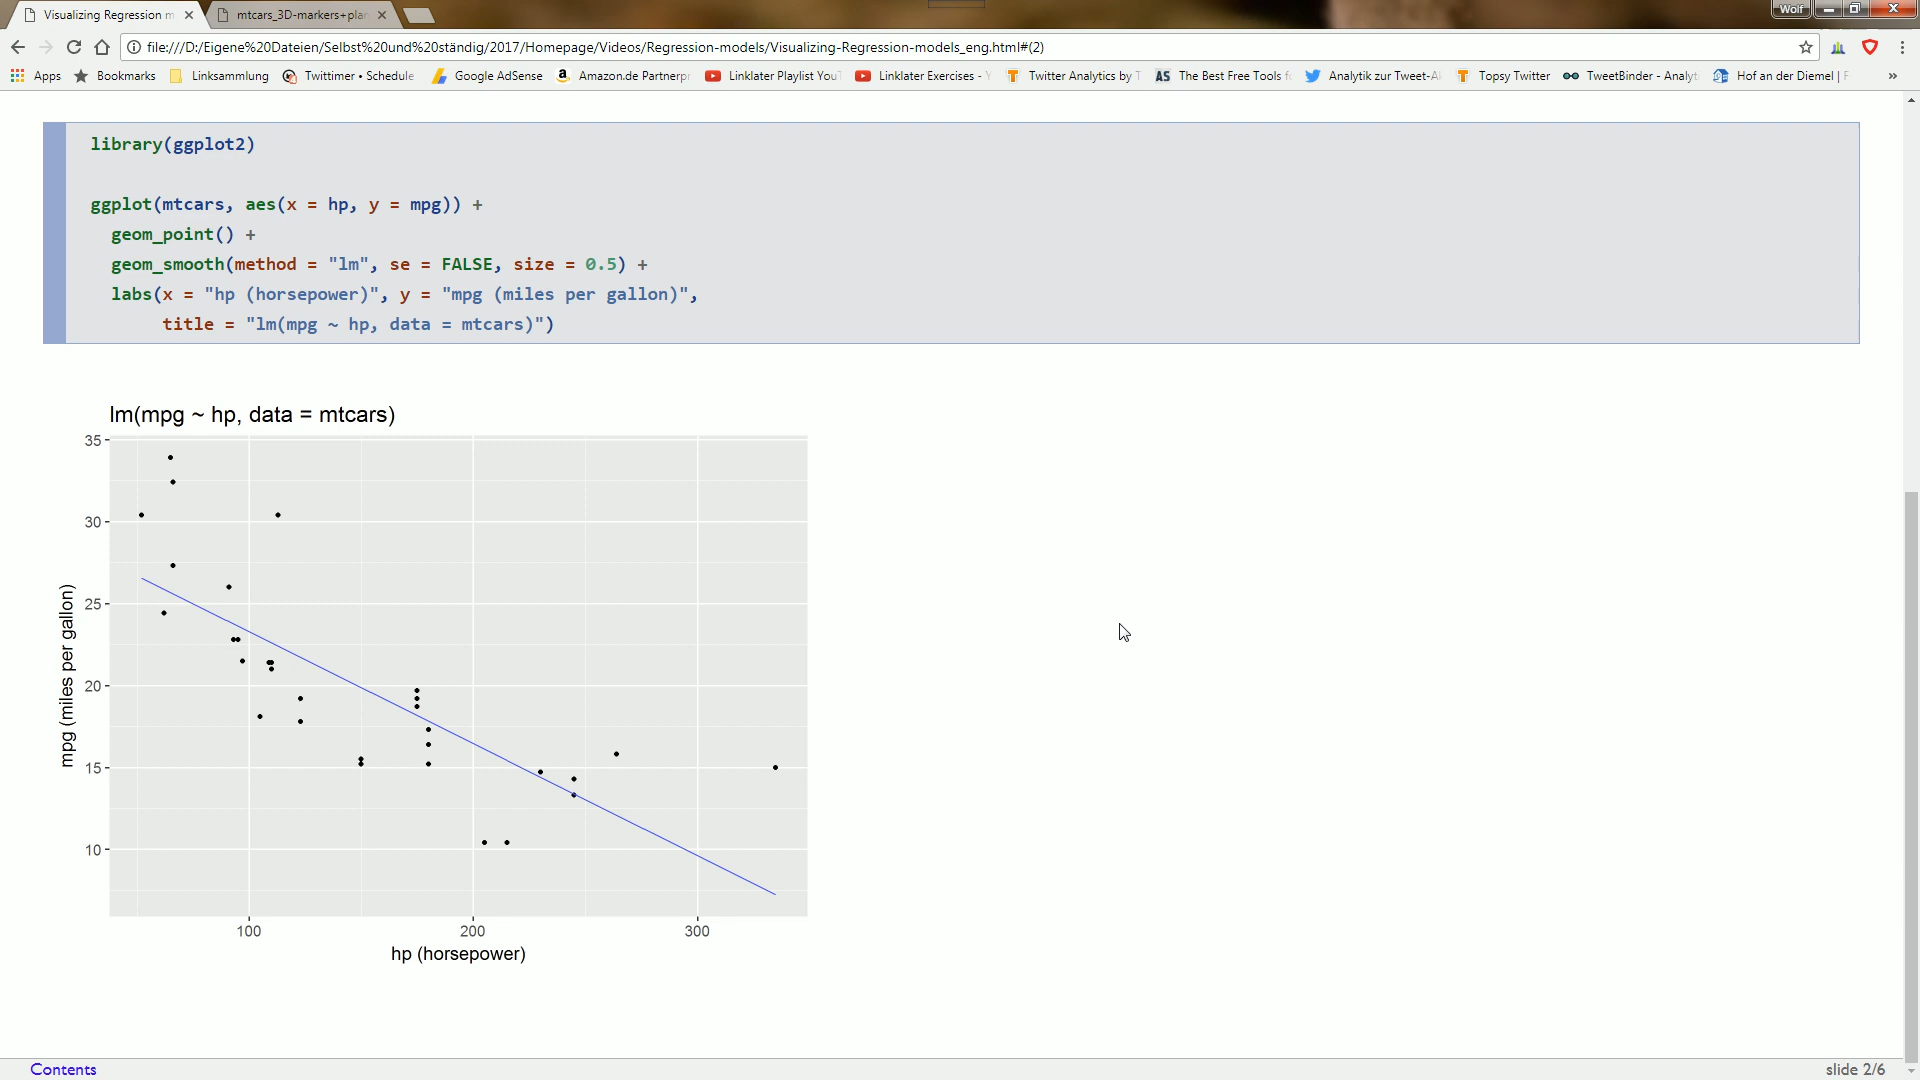 Visualizing Regression m
mtcars_3D-markers+plan
Wolf
file:///D:/Eigene%20Dateien/Selbst%20und%20ständig/2017/Homepage/Videos/Regression-models/Visualizing-Regression-models_eng.html#(2)
Apps Bookmarks Linksammlung Twittimer • Schedule Google AdSense Amazon.de Partnerpr Linklater Playlist You Linklater Exercises - Twitter Analytics by T AS The Best Free Tools Analytik zur Tweet-A Topsy Twitter TweetBinder - Analyt Hof an der Diemel |
library(ggplot2)
ggplot(mtcars, aes(x = hp, y = mpg)) +
geom_point() +
geom_smooth(method = "lm", se = FALSE, size = 0.5) +
labs(x = "hp (horsepower)", y = "mpg (miles per gallon)",
title = "lm(mpg ~ hp, data = mtcars)")
lm(mpg ~ hp, data = mtcars)
35
30
25
20
15
10
mpg (miles per gallon)
100 200 300
hp (horsepower)
Contents
slide 2/6